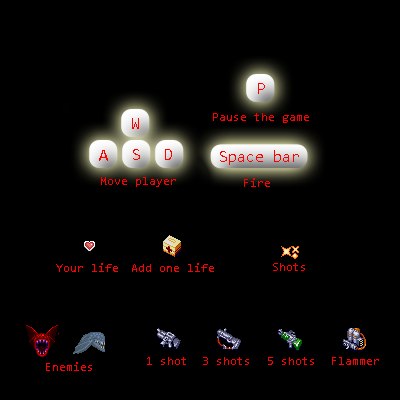 P
Pause the game
W
A S D
Space bar
Move player
Fire
Your life
Add one life
Shots
Enemies
1 shot
3 shots
5 shots
Flammer